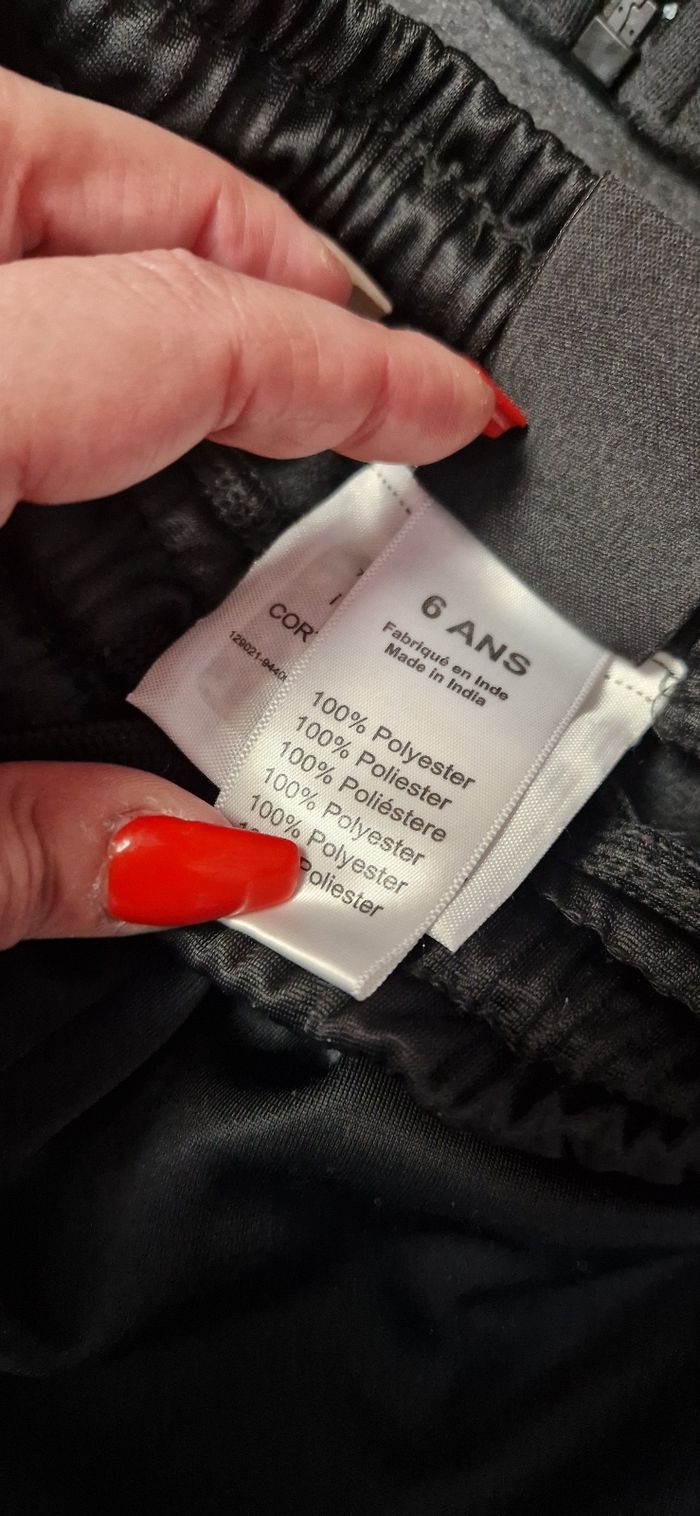 6 ANS
Fabriqué en Inde
Made in India
100% Polyester
100% Poliester
100% Poliéstere
100% Polyester
100% Polyester
Poliester